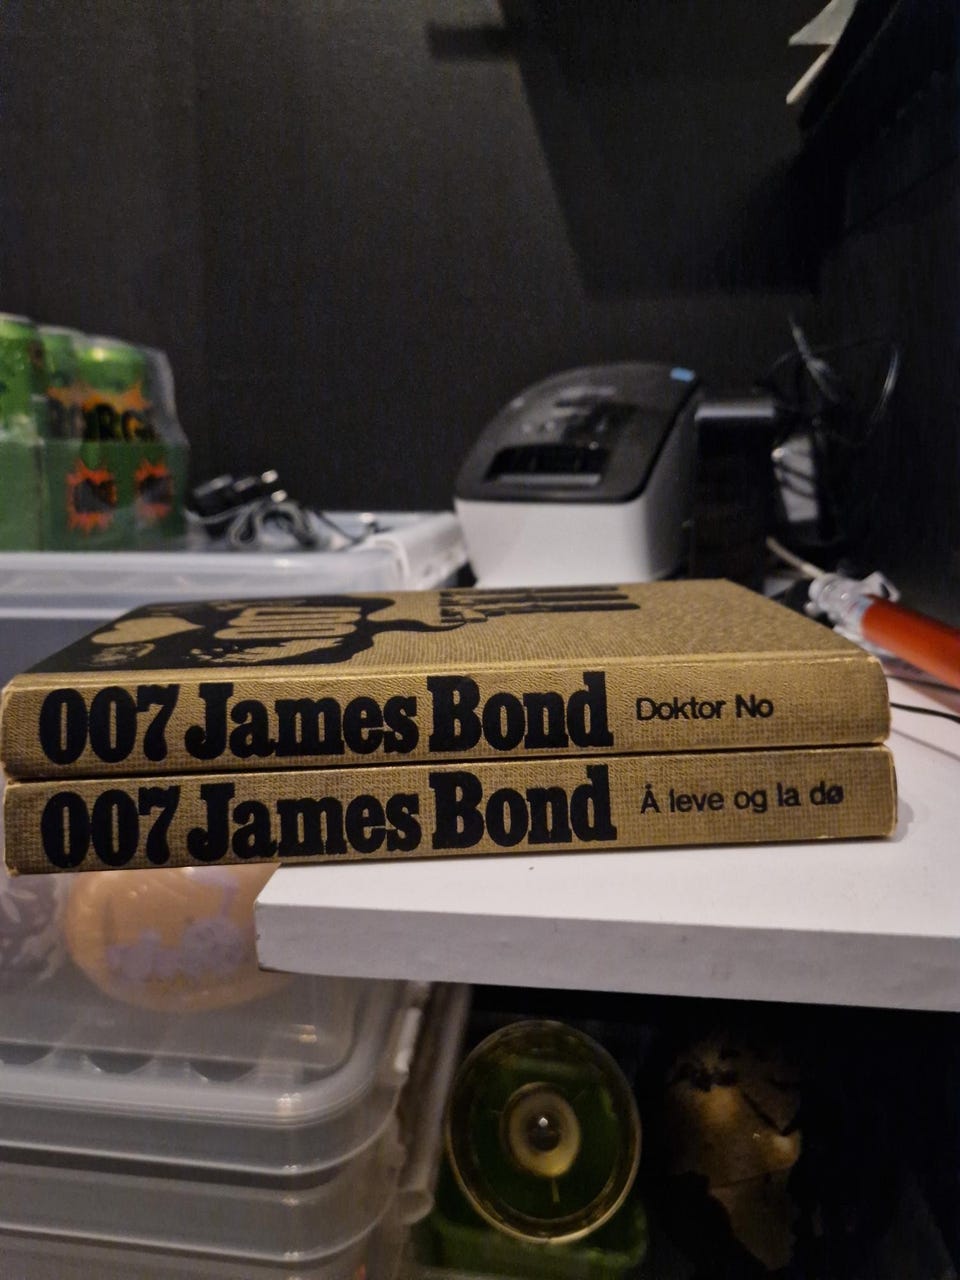 007 James Bond Doktor No
007 James Bond Å leve og la dø